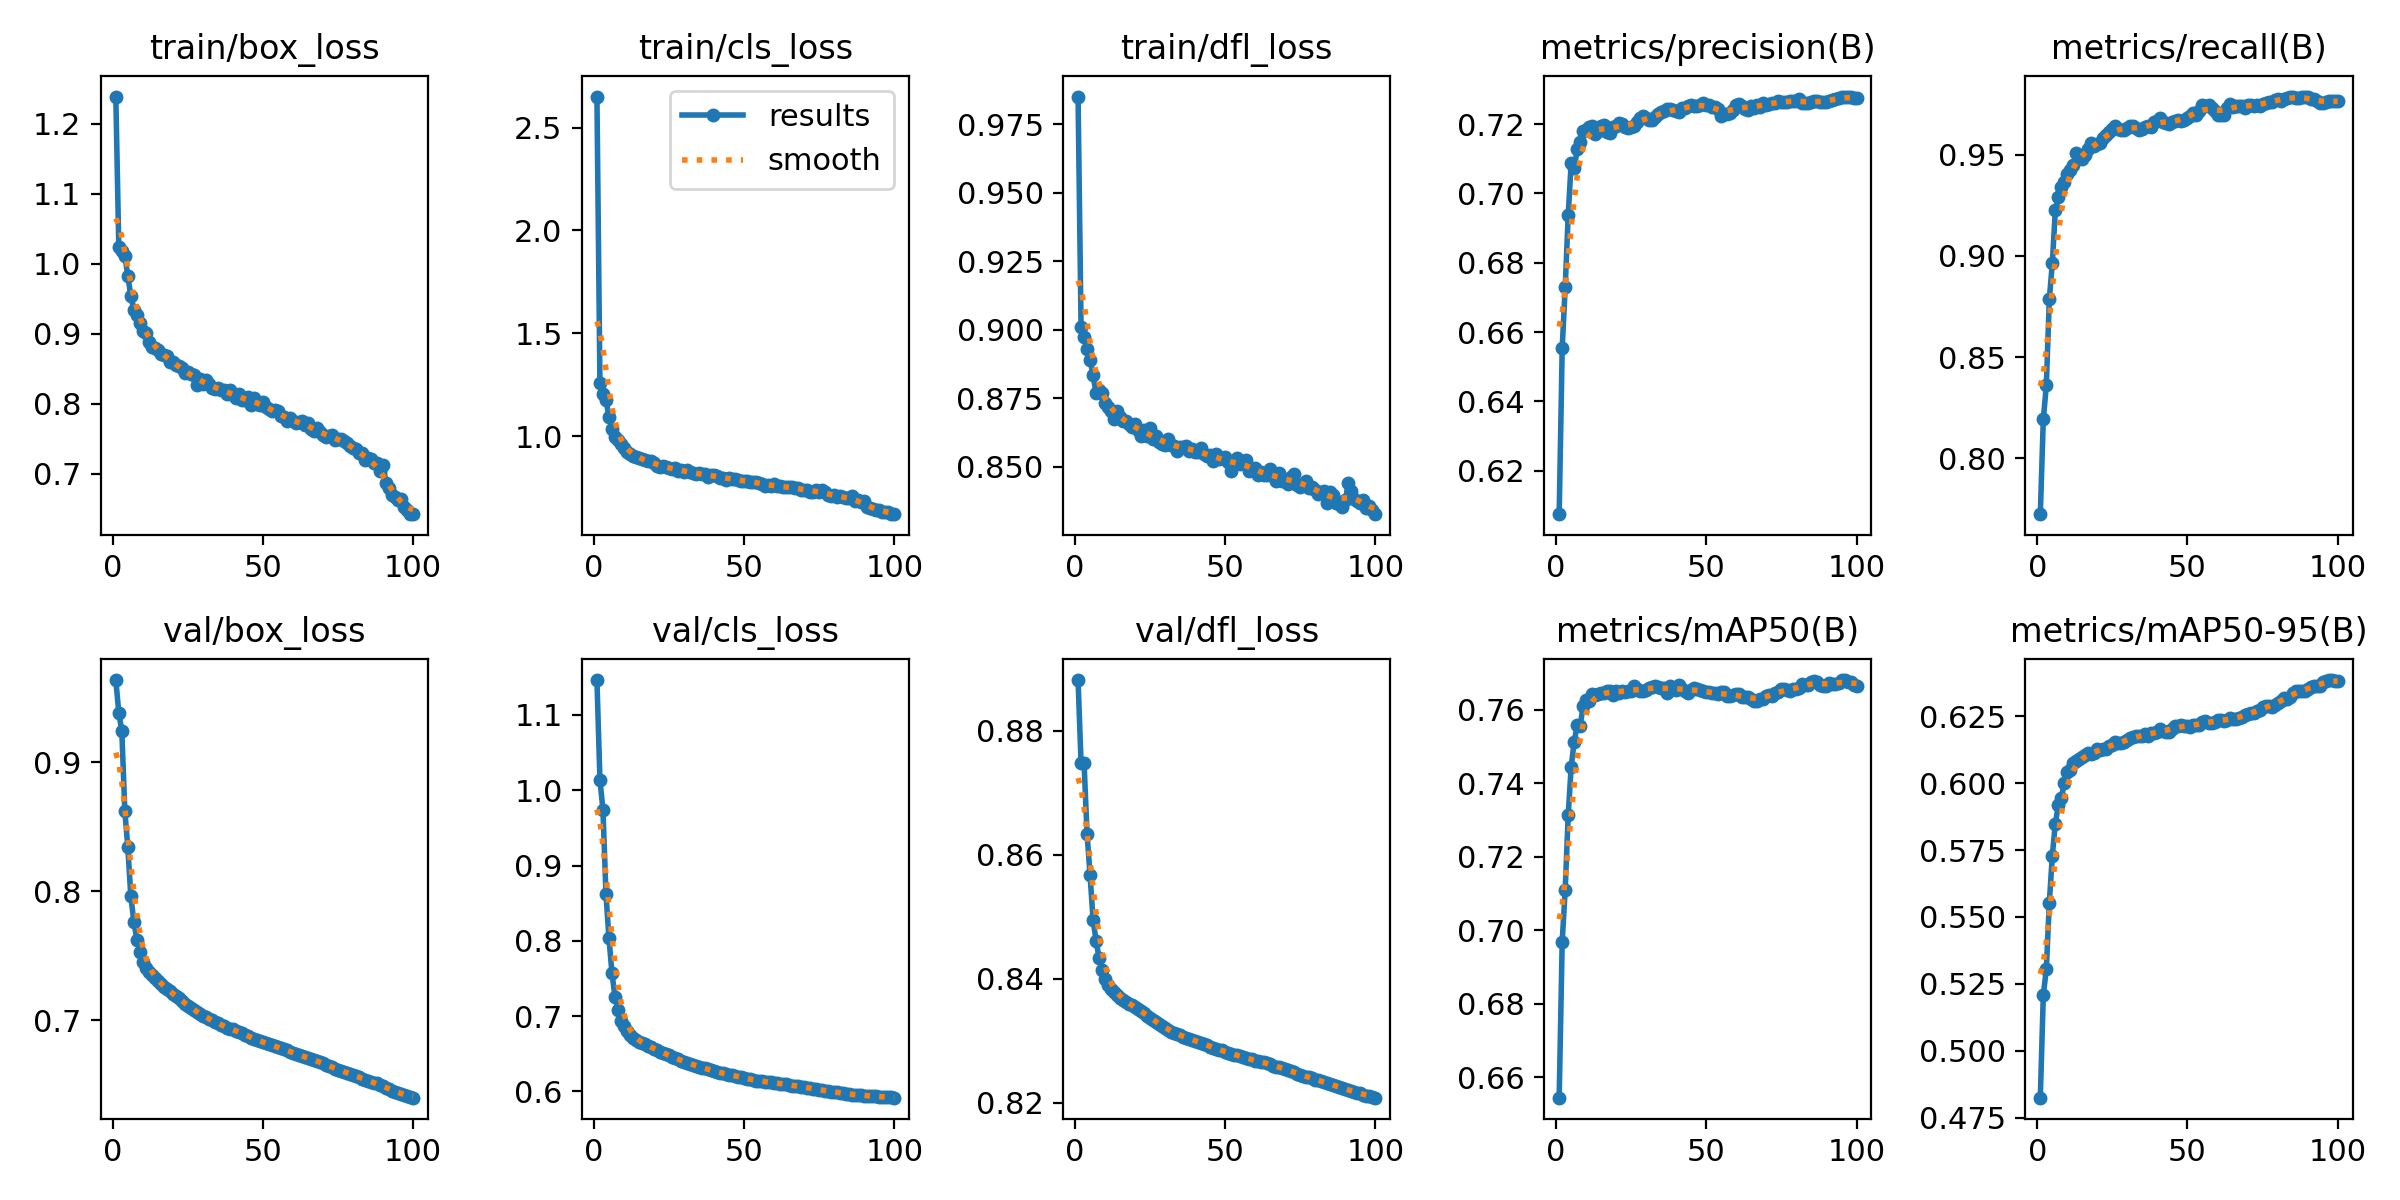 train/box_loss
1.2
1.1
1.0
0.9
0.8
0.7
0 50 100
train/cls_loss
results
smooth
2.5
2.0
1.5
1.0
0 50 100
train/dfl_loss
0.975
0.950
0.925
0.900
0.875
0.850
0 50 100
metrics/precision(B)
0.72
0.70
0.68
0.66
0.64
0.62
0 50 100
metrics/recall(B)
0.95
0.90
0.85
0.80
0 50 100
val/box_loss
0.9
0.8
0.7
0 50 100
val/cls_loss
1.1
1.0
0.9
0.8
0.7
0.6
0 50 100
val/dfl_loss
0.88
0.86
0.84
0.82
0 50 100
metrics/mAP50(B)
0.76
0.74
0.72
0.70
0.68
0.66
0 50 100
metrics/mAP50-95(B)
0.625
0.600
0.575
0.550
0.525
0.500
0.475
0 50 100